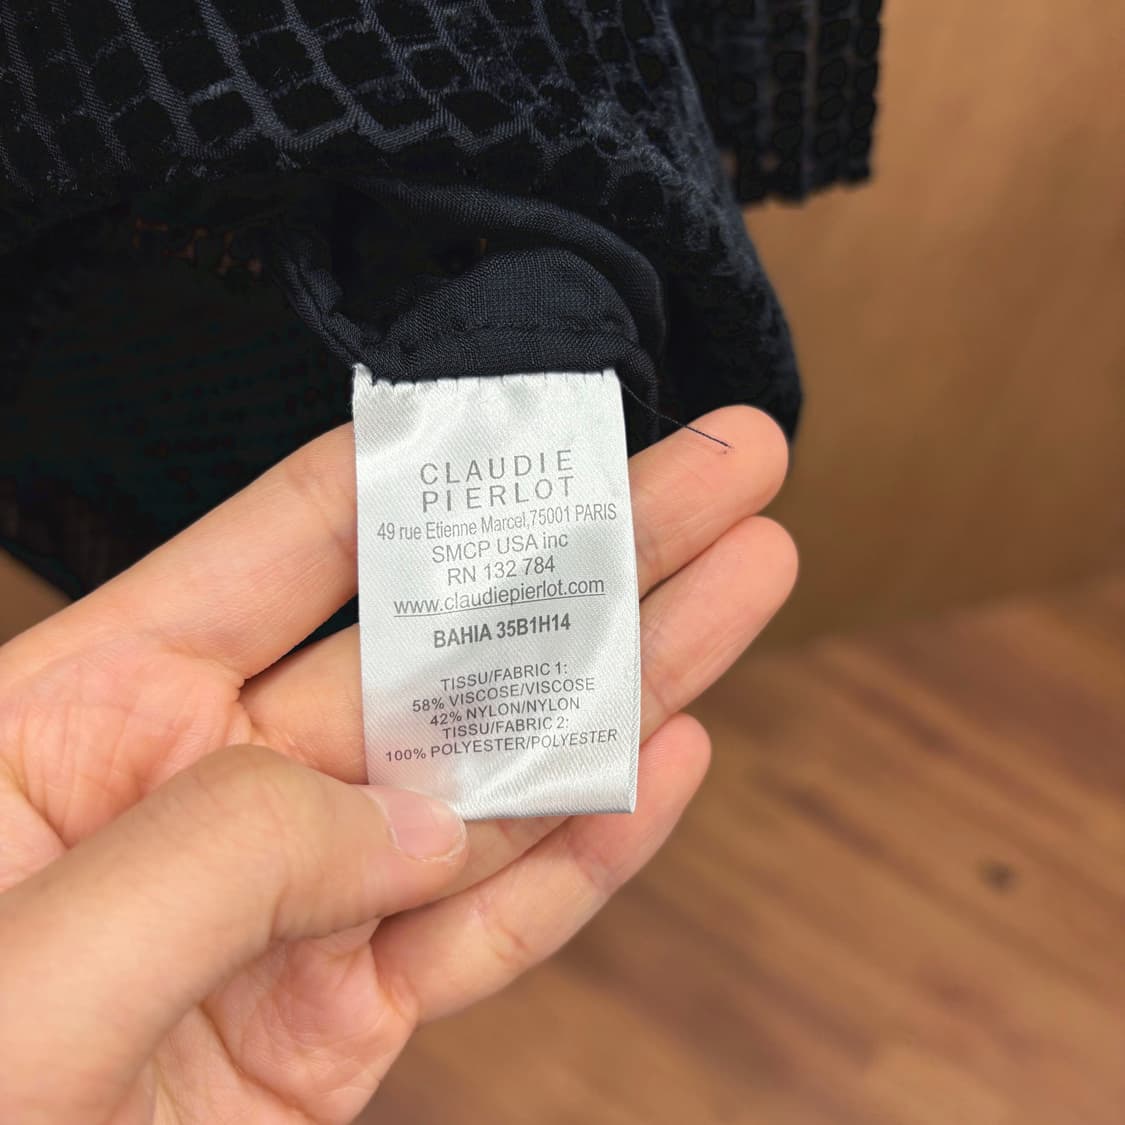 CLAUDIE
PIERLOT
49 rue Etienne Marcel,75001 PARIS
SMCP USA inc
RN 132 784
www.claudiepierlot.com
BAHIA 35B1H14
TISSU/FABRIC 1:
58% VISCOSE/VISCOSE
42% NYLON/NYLON
TISSU/FABRIC 2:
100% POLYESTER/POLYESTER